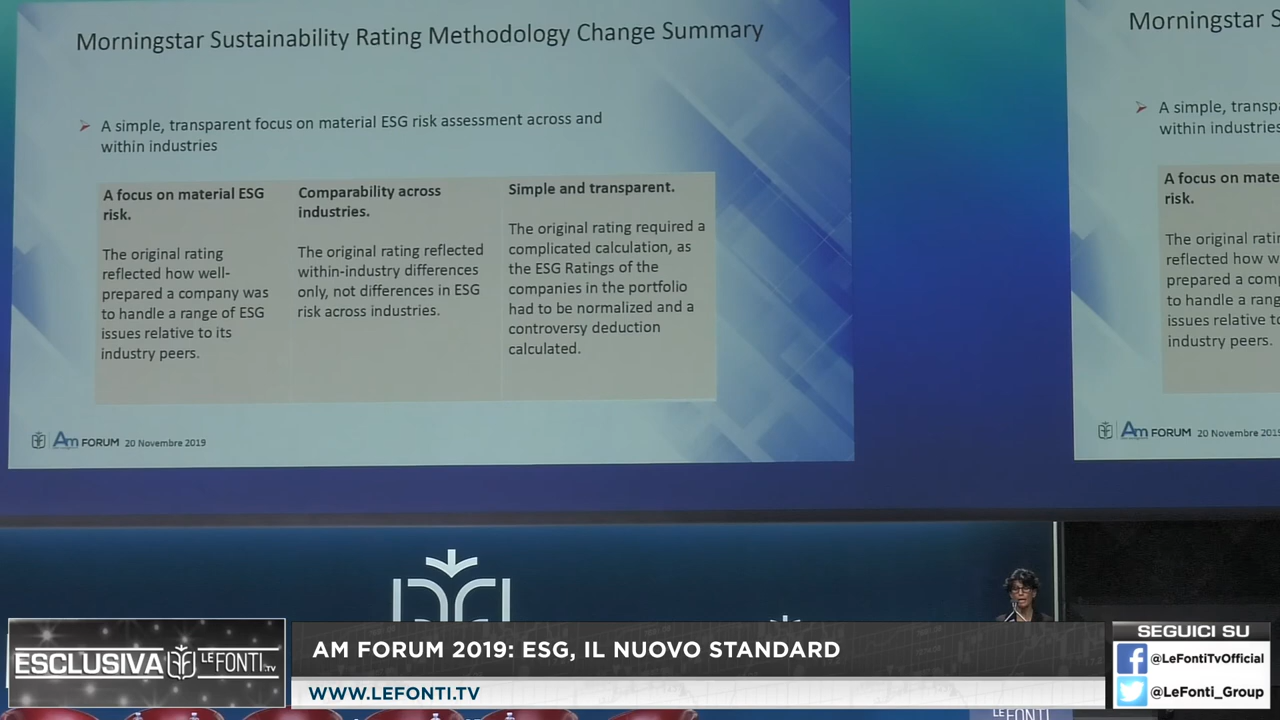 Morningstar Sustainability Rating Methodology Change Summary
A simple, transparent focus on material ESG risk assessment across and
within industries
A focus on material ESG
risk.
The original rating
reflected how well-
prepared a company was
to handle a range of ESG
issues relative to its
industry peers.
Comparability across
industries.
The original rating reflected
within-industry differences
only, not differences in ESG
risk across industries.
Simple and transparent.
The original rating required a
complicated calculation, as
the ESG Ratings of the
companies in the portfolio
had to be normalized and a
controversy deduction
calculated.
Am FORUM 20 Novembre 2019
Morningstar S
A simple, transp
within industries
A focus on mate
risk.
The original ratin
reflected how w
prepared a com
to handle a rang
issues relative to
industry peers.
Am FORUM 20 Novembre 2019
ESCLUSIVA LE FONTI.TV
AM FORUM 2019: ESG, IL NUOVO STANDARD
WWW.LEFONTI.TV
SEGUICI SU
@LeFontiTvOfficial
@LeFonti_Group
LE
FONTI